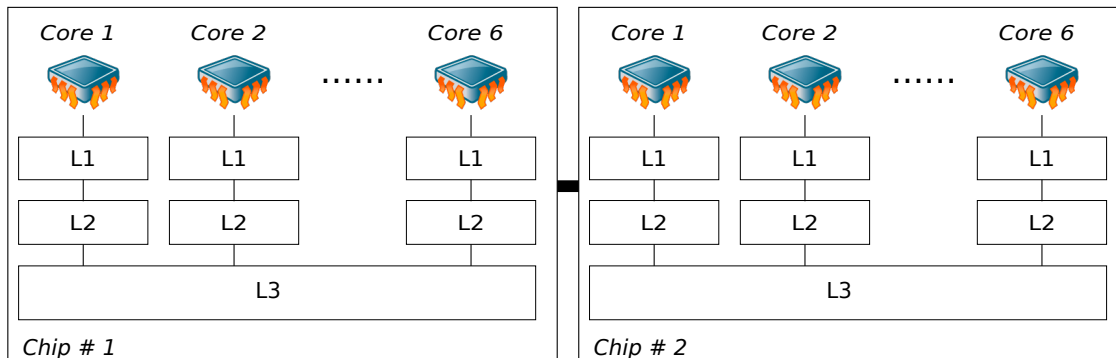 Core 1 Core 2 Core 6 Core 1 Core 2 Core 6
...... ......
L1 L1 L1 L1 L1 L1
L2 L2 L2 L2 L2 L2
L3 L3
Chip # 1 Chip # 2